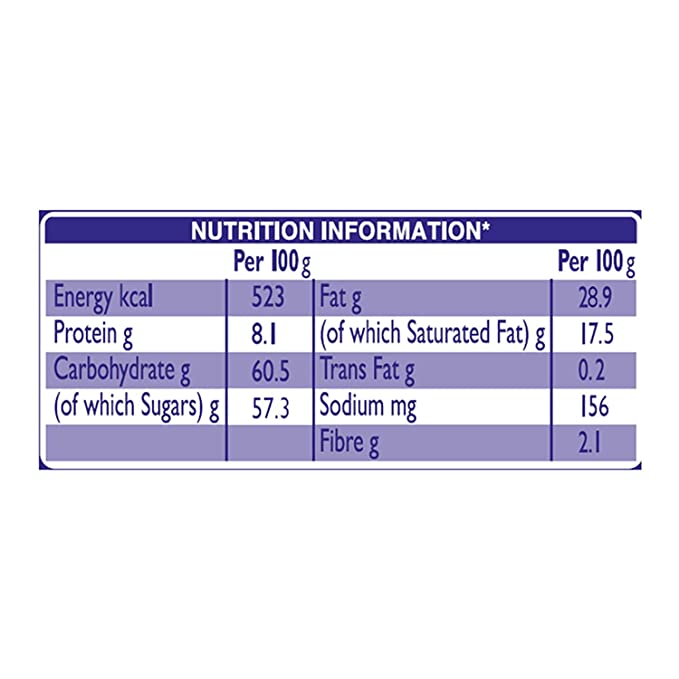 NUTRITION INFORMATION*
Per 100g Per 100g
Energy kcal 523 Fat g 28.9
Protein g 8.1 (of which Saturated Fat) g 17.5
Carbohydrate g 60.5 Trans Fat g 0.2
(of which Sugars) g 57.3 Sodium mg 156
Fibre g 2.1